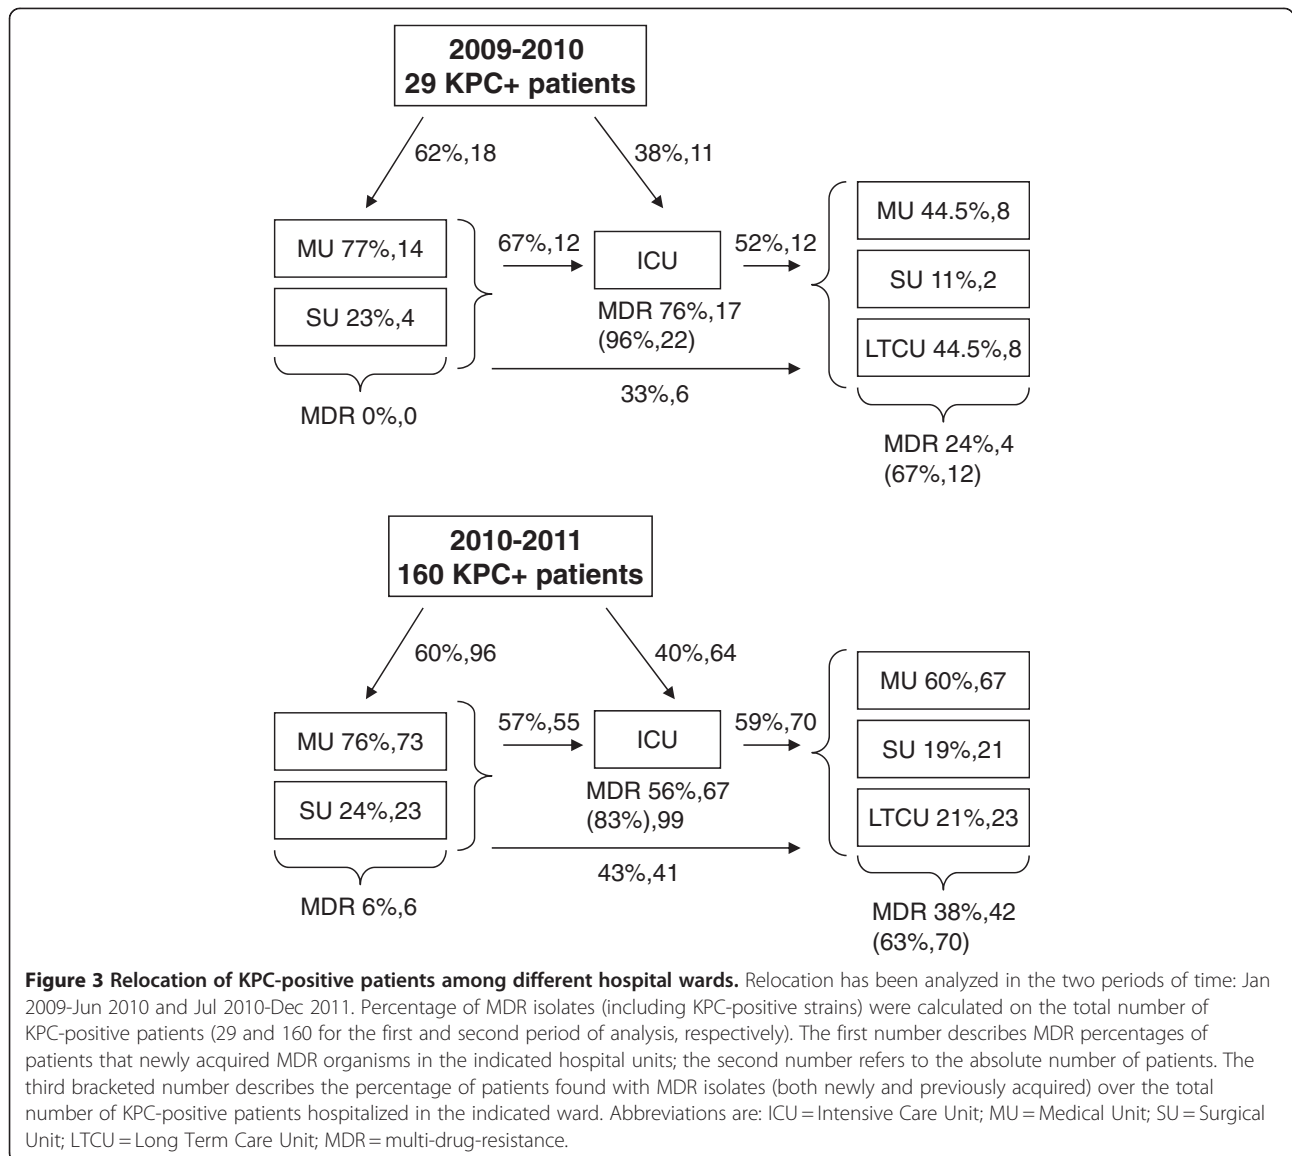 2009-2010
29 KPC+ patients
62%,18
38%,11
MU 77%,14
SU 23%,4
MDR 0%,0
67%,12
ICU
MDR 76%,17
(96%,22)
52%,12
33%,6
MU 44.5%,8
SU 11%,2
LTCU 44.5%,8
MDR 24%,4
(67%,12)
2010-2011
160 KPC+ patients
60%,96
40%,64
MU 76%,73
SU 24%,23
MDR 6%,6
57%,55
ICU
MDR 56%,67
(83%),99
59%,70
43%,41
MU 60%,67
SU 19%,21
LTCU 21%,23
MDR 38%,42
(63%,70)
Figure 3 Relocation of KPC-positive patients among different hospital wards. Relocation has been analyzed in the two periods of time: Jan
2009-Jun 2010 and Jul 2010-Dec 2011. Percentage of MDR isolates (including KPC-positive strains) were calculated on the total number of
KPC-positive patients (29 and 160 for the first and second period of analysis, respectively). The first number describes MDR percentages of
patients that newly acquired MDR organisms in the indicated hospital units; the second number refers to the absolute number of patients. The
third bracketed number describes the percentage of patients found with MDR isolates (both newly and previously acquired) over the total
number of KPC-positive patients hospitalized in the indicated ward. Abbreviations are: ICU = Intensive Care Unit; MU = Medical Unit; SU = Surgical
Unit; LTCU = Long Term Care Unit; MDR = multi-drug-resistance.